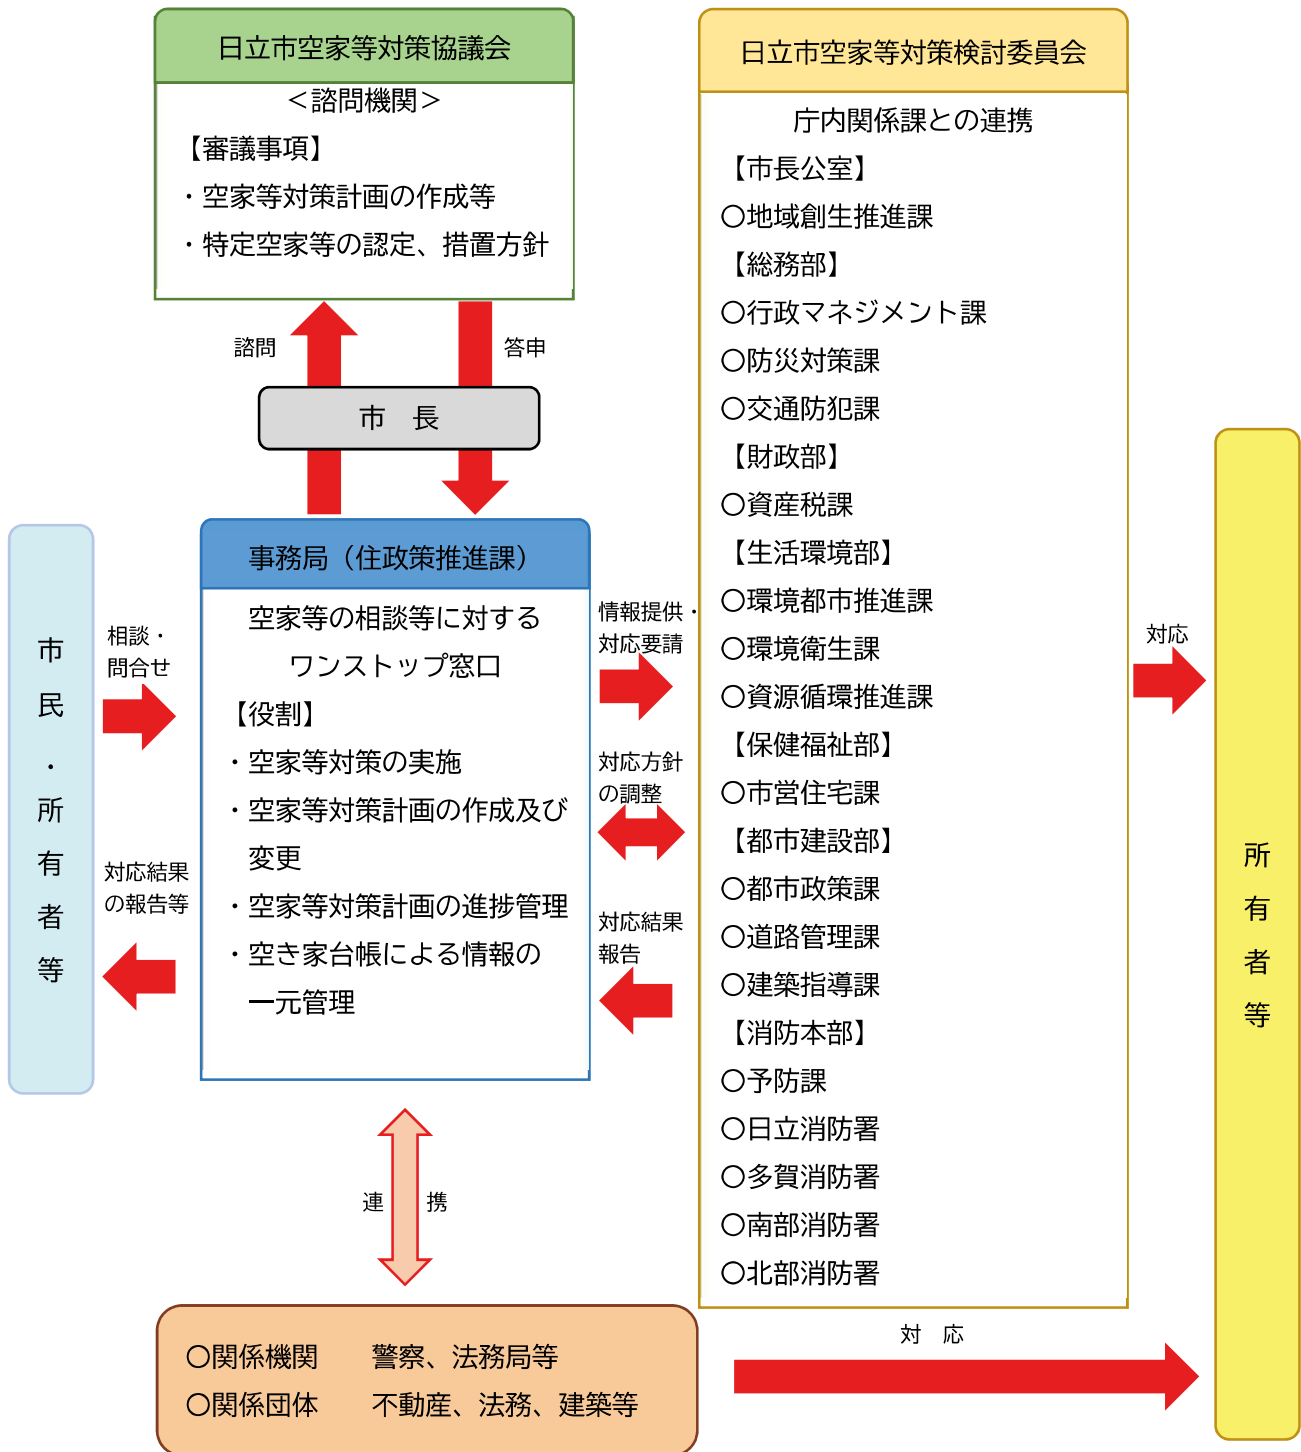 日立市空家等対策協議会
＜諮問機関＞
【審議事項】
・空家等対策計画の作成等
・特定空家等の認定、措置方針
諮問
答申
市　長
市民・所有者等
相談・
問合せ
対応結果
の報告等
事務局（住政策推進課）
空家等の相談等に対する
ワンストップ窓口
【役割】
・空家等対策の実施
・空家等対策計画の作成及び
変更
・空家等対策計画の進捗管理
・空き家台帳による情報の
一元管理
情報提供・
対応要請
対応方針
の調整
対応結果
報告
日立市空家等対策検討委員会
庁内関係課との連携
【市長公室】
〇地域創生推進課
【総務部】
〇行政マネジメント課
〇防災対策課
〇交通防犯課
【財政部】
〇資産税課
【生活環境部】
〇環境都市推進課
〇環境衛生課
〇資源循環推進課
【保健福祉部】
〇市営住宅課
【都市建設部】
〇都市政策課
〇道路管理課
〇建築指導課
【消防本部】
〇予防課
〇日立消防署
〇多賀消防署
〇南部消防署
〇北部消防署
対応
所有者等
連　携
〇関係機関　　警察、法務局等
〇関係団体　　不動産、法務、建築等
対　応